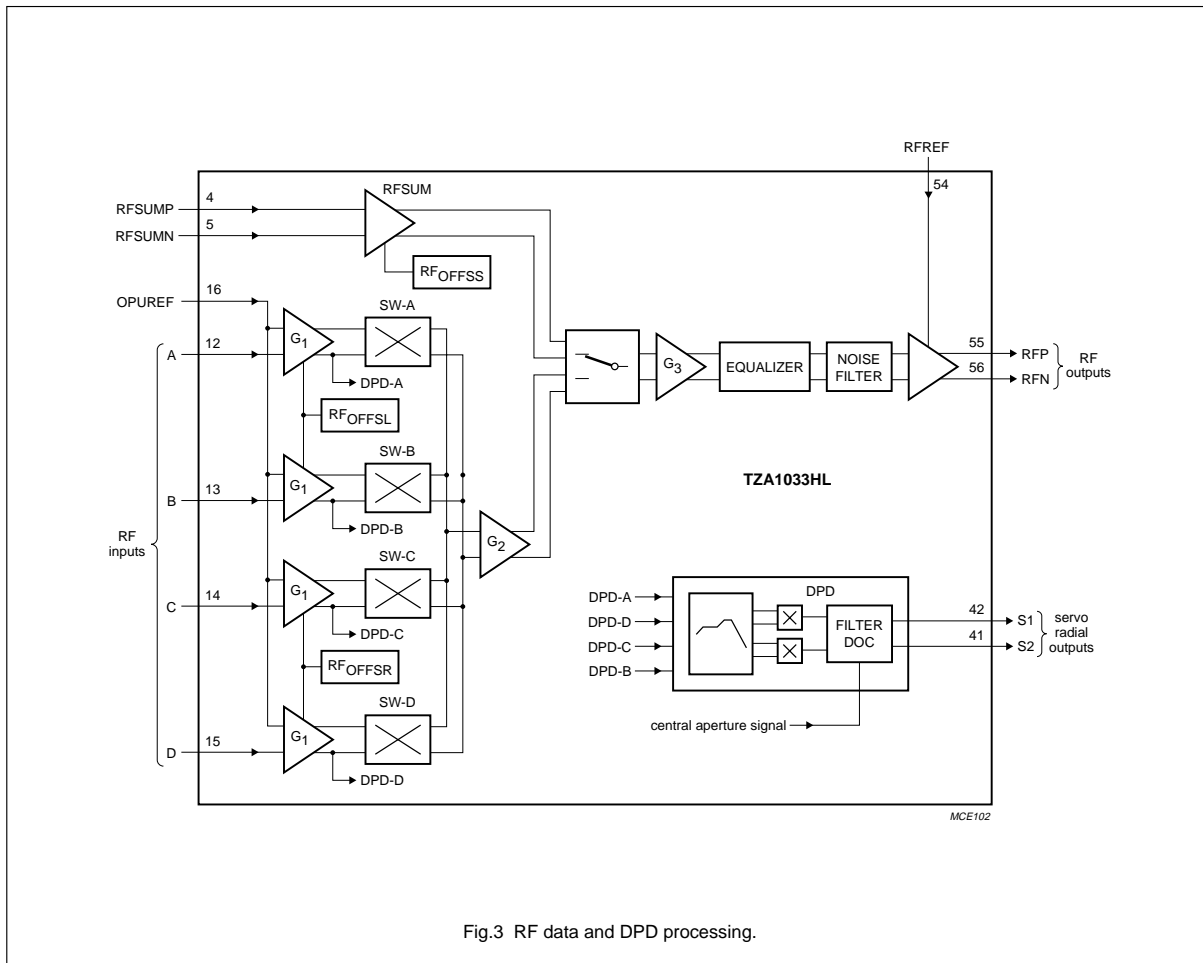 RFREF
54
RFSUM
RFSUMP
4
RFSUMN
5
RFOFFSS
OPUREF
16
SW-A
A
12
G1
DPD-A
RFOFFSL
SW-B
B
13
G1
DPD-B
RF
inputs
SW-C
C
14
G1
DPD-C
RFOFFSR
SW-D
D
15
G1
DPD-D
G2
G3
EQUALIZER
NOISE
FILTER
55
RFP
56
RFN
RF
outputs
TZA1033HL
DPD
DPD-A
DPD-D
DPD-C
DPD-B
FILTER
DOC
42
S1
41
S2
servo
radial
outputs
central aperture signal
MCE102
Fig.3 RF data and DPD processing.